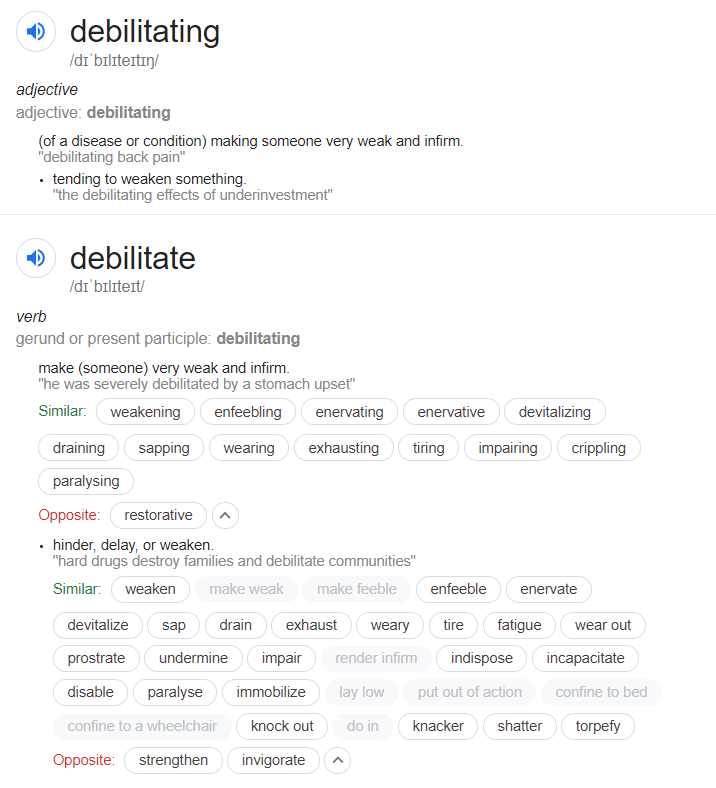 debilitating
/dɪˈbɪlɪteɪtɪŋ/
adjective
adjective: debilitating
(of a disease or condition) making someone very weak and infirm.
"debilitating back pain"
• tending to weaken something.
"the debilitating effects of underinvestment"
debilitate
/dɪˈbɪlɪteɪt/
verb
gerund or present participle: debilitating
make (someone) very weak and infirm.
"he was severely debilitated by a stomach upset"
Similar: weakening enfeebling enervating enervative devitalizing
draining sapping wearing exhausting tiring impairing crippling
paralysing
Opposite: restorative
• hinder, delay, or weaken.
"hard drugs destroy families and debilitate communities"
Similar: weaken make weak make feeble enfeeble enervate
devitalize sap drain exhaust weary tire fatigue wear out
prostrate undermine impair render infirm indispose incapacitate
disable paralyse immobilize lay low put out of action confine to bed
confine to a wheelchair knock out do in knacker shatter torpefy
Opposite: strengthen invigorate